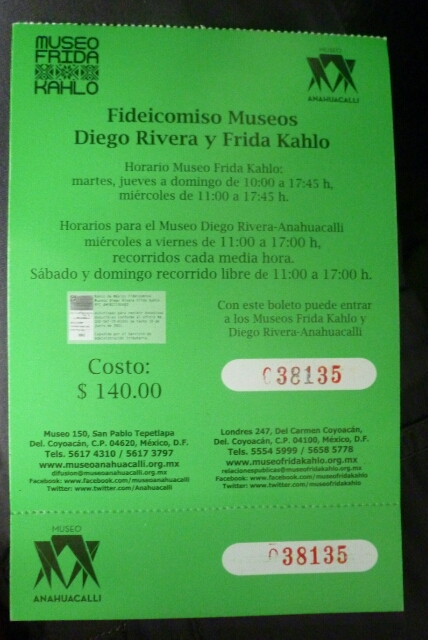 MUSEO
FRIDA
KAHLO
MUSEO
ANAHUACALLI
Fideicomiso Museos
Diego Rivera y Frida Kahlo
Horario Museo Frida Kahlo:
martes, jueves a domingo de 10:00 a 17:45 h,
miércoles de 11:00 a 17:45 h.
Horarios para el Museo Diego Rivera-Anahuacalli
miércoles a viernes de 11:00 a 17:00 h,
recorridos cada media hora.
Sábado y domingo recorrido libre de 11:00 a 17:00 h.
Con este boleto puede entrar
a los Museos Frida Kahlo y
Diego Rivera-Anahuacalli
Costo:
$ 140.00
038135
Museo 150, San Pablo Tepetlapa
Del. Coyoacán, C.P. 04620, México, D.F.
Tels. 5617 4310 / 5617 3797
www.museoanahuacalli.org.mx
difusion@museoanahuacalli.org.mx
Facebook: www.facebook.com/museoanahuacalli
Twitter: www.twitter.com/Anahuacalli
Londres 247, Del Carmen Coyoacán,
Del. Coyoacán, C.P. 04100, México, D.F.
Tels. 5554 5999 / 5658 5778
www.museofridakahlo.org.mx
relacionespublicas@museofridakahlo.org.mx
Facebook: www.facebook.com/museofridakahlo
Twitter: www.twitter.com/museofridakahlo
MUSEO
ANAHUACALLI
038135